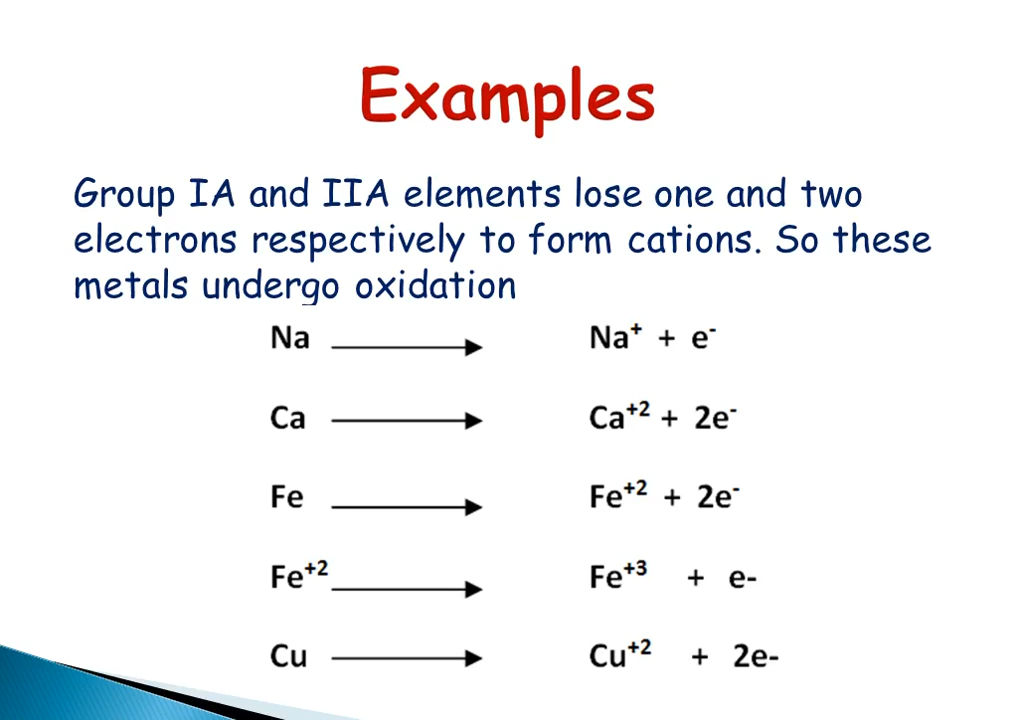 Examples
Group IA and IIA elements lose one and two
electrons respectively to form cations. So these
metals undergo oxidation
Na ⟶ Na⁺ + e⁻
Ca ⟶ Ca⁺² + 2e⁻
Fe ⟶ Fe⁺² + 2e⁻
Fe⁺² ⟶ Fe⁺³ + e-
Cu ⟶ Cu⁺² + 2e-